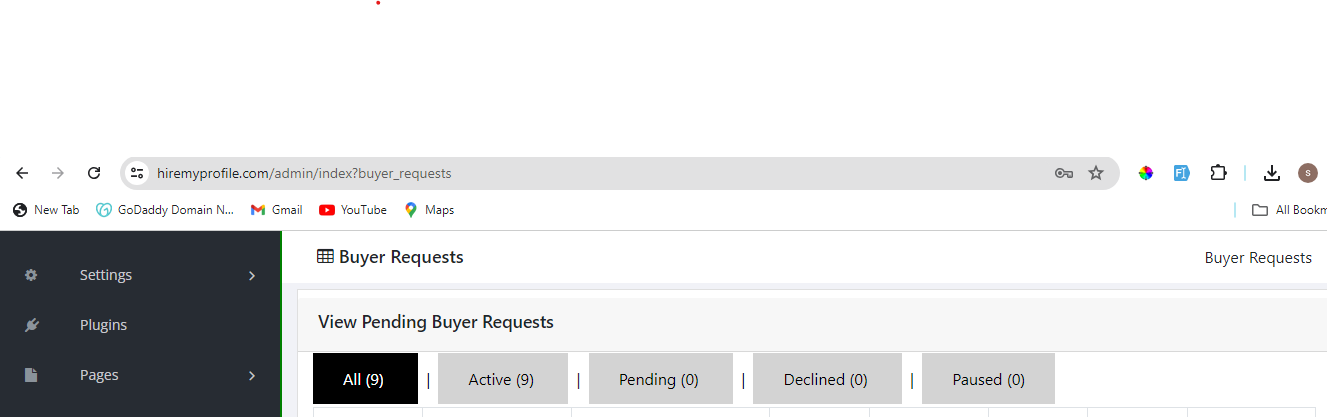 hiremyprofile.com/admin/index?buyer_requests
S
New Tab GoDaddy Domain N... Gmail YouTube Maps All Bookm
Settings
Plugins
Pages
Buyer Requests Buyer Requests
View Pending Buyer Requests
All (9) | Active (9) | Pending (0) | Declined (0) | Paused (0)